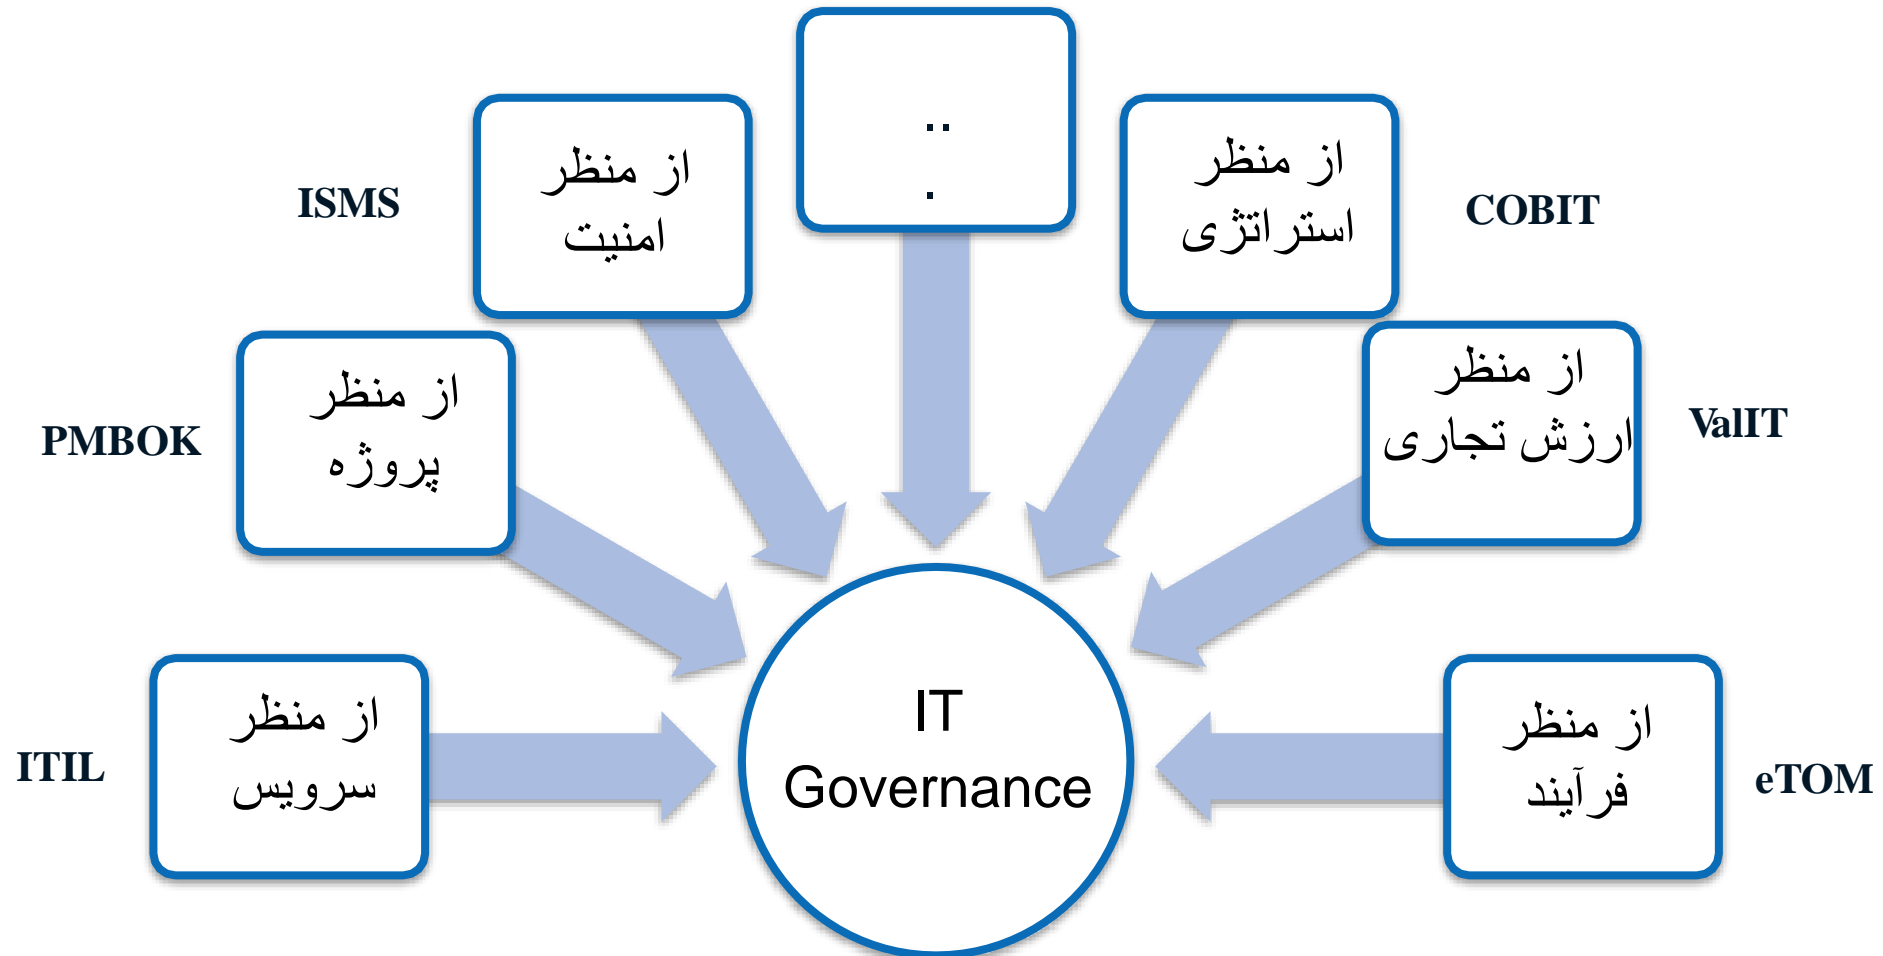 ..
.
ISMS
از منظر
امنیت
از منظر
استراتژی
COBIT
PMBOK
از منظر
پروژه
از منظر
ارزش تجاری
ValIT
ITIL
از منظر
سرویس
IT
Governance
از منظر
فرآیند
eTOM